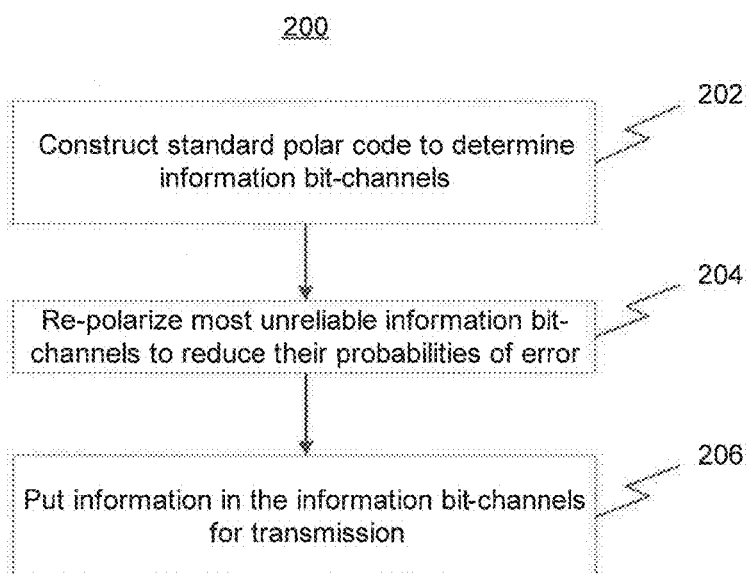 200
202
Construct standard polar code to determine
information bit-channels
204
Re-polarize most unreliable information bit-
channels to reduce their probabilities of error
206
Put information in the information bit-channels
for transmission